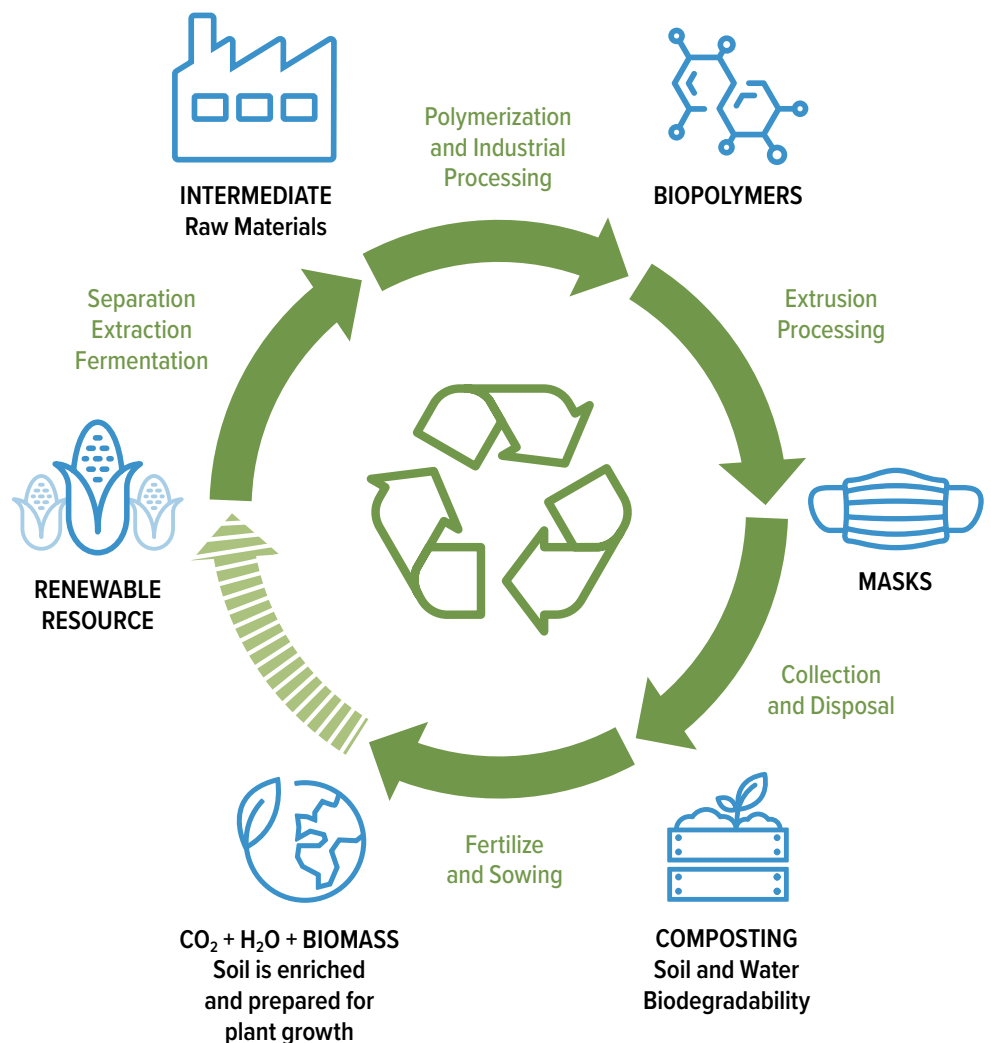 Polymerization
and Industrial
Processing
INTERMEDIATE
Raw Materials
BIOPOLYMERS
Separation
Extraction
Fermentation
Extrusion
Processing
RENEWABLE
RESOURCE
MASKS
Collection
and Disposal
Fertilize
and Sowing
CO₂ + H₂O + BIOMASS
Soil is enriched
and prepared for
plant growth
COMPOSTING
Soil and Water
Biodegradability